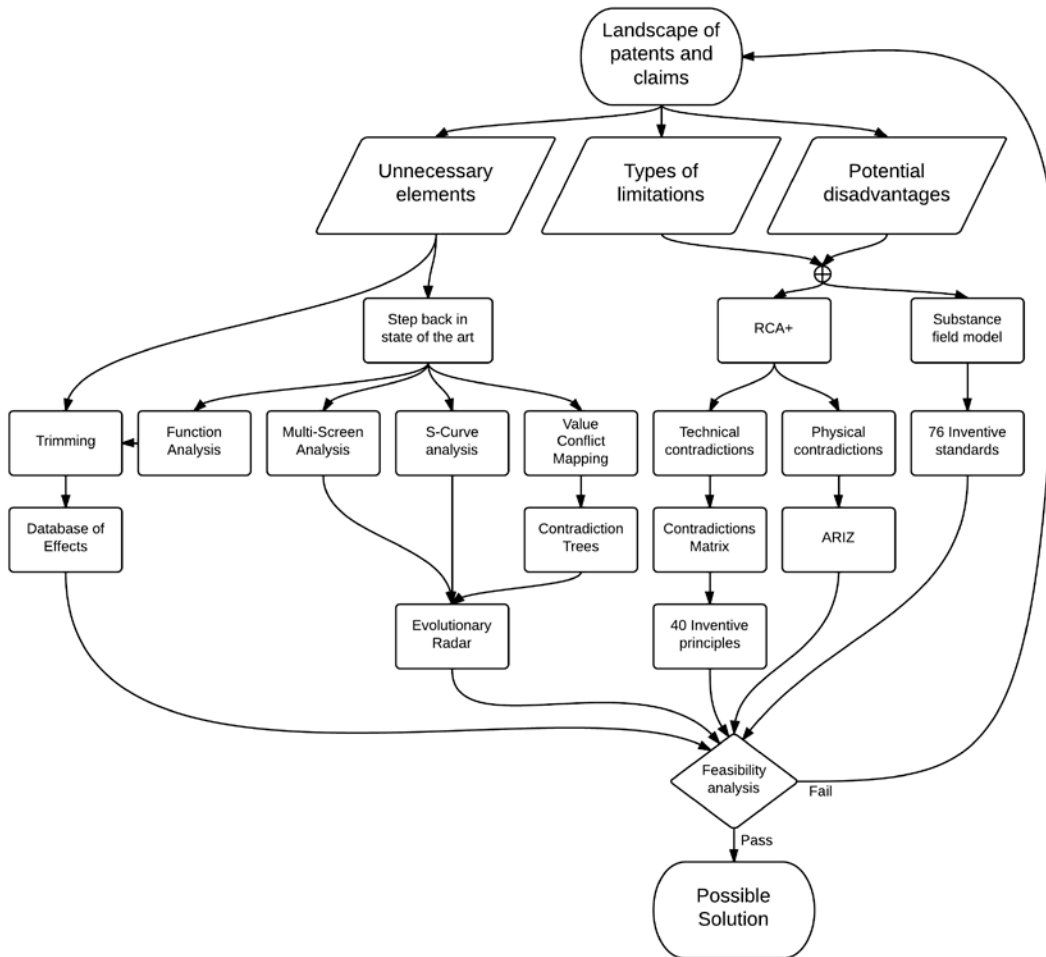 Landscape of
patents and
claims
Unnecessary
elements
Types of
limitations
Potential
disadvantages
Step back in
state of the art
RCA+
Substance
field model
Trimming
Function
Analysis
Multi-Screen
Analysis
S-Curve
analysis
Value
Conflict
Mapping
Technical
contradictions
Physical
contradictions
76 Inventive
standards
Database of
Effects
Contradiction
Trees
Contradictions
Matrix
ARIZ
Evolutionary
Radar
40 Inventive
principles
Feasibility
analysis
Fail
Pass
Possible
Solution